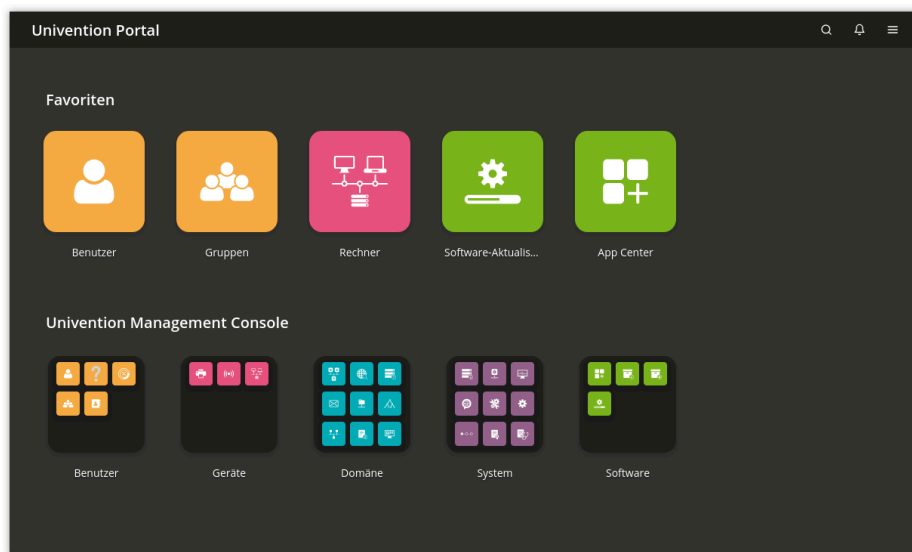 Univention Portal
Favoriten
Benutzer
Gruppen
Rechner
Software-Aktualis...
App Center
Univention Management Console
Benutzer
Geräte
Domäne
System
Software